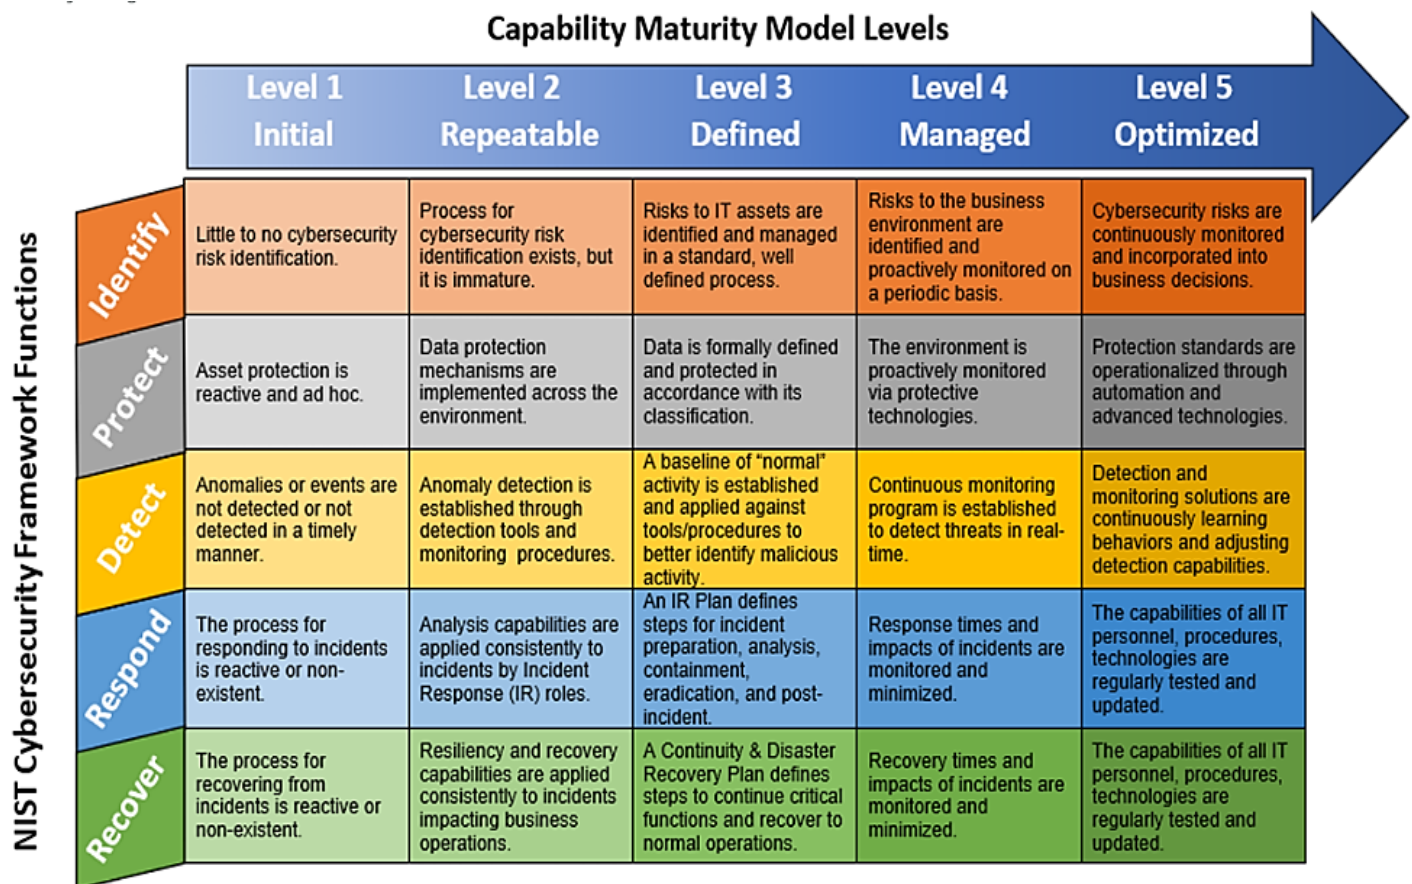 Capability Maturity Model Levels
Level 1
Initial
Level 2
Repeatable
Level 3
Defined
Level 4
Managed
Level 5
Optimized
NIST Cybersecurity Framework Functions
Identify
Little to no cybersecurity
risk identification.
Process for
cybersecurity risk
identification exists, but
it is immature.
Risks to IT assets are
identified and managed
in a standard, well
defined process.
Risks to the business
environment are
identified and
proactively monitored on
a periodic basis.
Cybersecurity risks are
continuously monitored
and incorporated into
business decisions.
Protect
Asset protection is
reactive and ad hoc.
Data protection
mechanisms are
implemented across the
environment.
Data is formally defined
and protected in
accordance with its
classification.
The environment is
proactively monitored
via protective
technologies.
Protection standards are
operationalized through
automation and
advanced technologies.
Detect
Anomalies or events are
not detected or not
detected in a timely
manner.
Anomaly detection is
established through
detection tools and
monitoring procedures.
A baseline of “normal”
activity is established
and applied against
tools/procedures to
better identify malicious
activity.
Continuous monitoring
program is established
to detect threats in real-
time.
Detection and
monitoring solutions are
continuously learning
behaviors and adjusting
detection capabilities.
Respond
The process for
responding to incidents
is reactive or non-
existent.
Analysis capabilities are
applied consistently to
incidents by Incident
Response (IR) roles.
An IR Plan defines
steps for incident
preparation, analysis,
containment,
eradication, and post-
incident.
Response times and
impacts of incidents are
monitored and
minimized.
The capabilities of all IT
personnel, procedures,
technologies are
regularly tested and
updated.
Recover
The process for
recovering from
incidents is reactive or
non-existent.
Resiliency and recovery
capabilities are applied
consistently to incidents
impacting business
operations.
A Continuity & Disaster
Recovery Plan defines
steps to continue critical
functions and recover to
normal operations.
Recovery times and
impacts of incidents are
monitored and
minimized.
The capabilities of all IT
personnel, procedures,
technologies are
regularly tested and
updated.